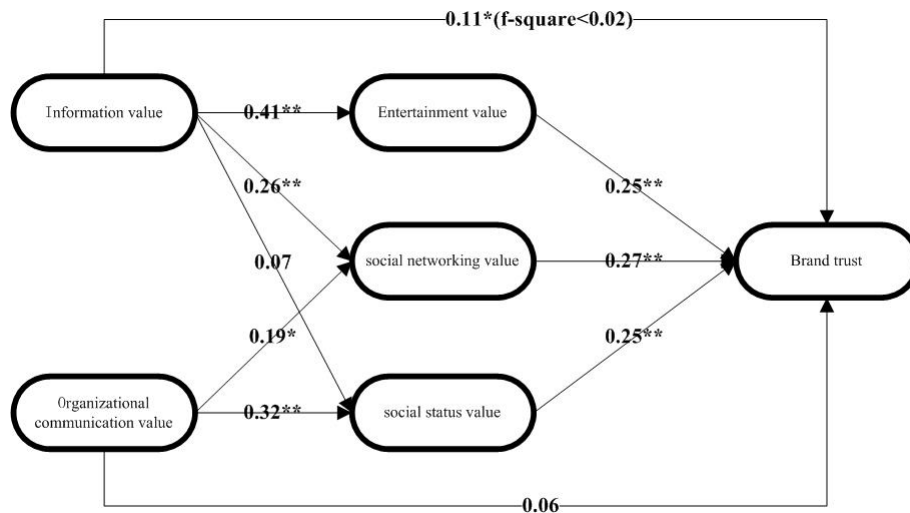 0.11*(f-square<0.02)
Information value
0.41**
Entertainment value
0.26**
0.25**
0.07
social networking value
0.27**
Brand trust
0.19*
0.25**
Organizational
communication value
0.32**
social status value
0.06